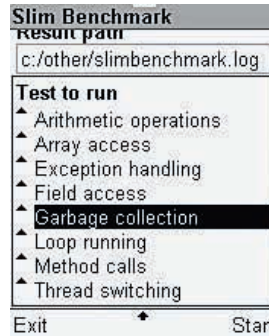 Slim Benchmark
Result path
c:/other/slimbenchmark.log
Test to run
Arithmetic operations
Array access
Exception handling
Field access
Garbage collection
Loop running
Method calls
Thread switching
Exit
Star